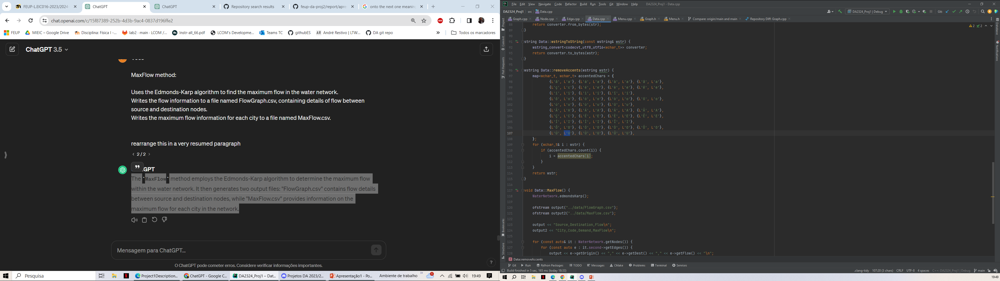 FEUP-L.EIC016-2023/2024-
ChatGPT
ChatGPT
Repository search results
feup-da-proj2/report/apre
onto the next one meanin
chat.openai.com/c/15f87389-252b-4d3b-9ac4-0837d196ffe2
FEUP
MIEIC – Google Drive
Disciplina: Física I -...
lab2 · main · LCOM /...
Instr-all_66.pdf
LCOM's Developme...
Teams TC
githubES
AR André Restivo | LTW...
DA git repo
»
Todos os marcadores
ChatGPT 3.5
MaxFlow method:
Uses the Edmonds-Karp algorithm to find the maximum flow in the water network.
Writes the flow information to a file named FlowGraph.csv, containing details of flow between
source and destination nodes.
Writes the maximum flow information for each city to a file named MaxFlow.csv.
rearrange this in a very resumed paragraph
< 2/2 >
GPT
The `MaxFlow` method employs the Edmonds-Karp algorithm to determine the maximum flow
within the water network. It then generates two output files: "FlowGraph.csv" contains flow details
between source and destination nodes, while "MaxFlow.csv" provides information on the
maximum flow for each city in the network.
Mensagem para ChatGPT...
?
O ChatGPT pode cometer erros. Considere verificar informações importantes.
Pesquisa
Project1Description...
ChatGPT - Google C...
DA2324_Proj1 – Dat...
Projetos DA 2023/2...
Apresentação1 - Po...
Ambiente de trabalho
»
1
19:49
File Edit View Navigate Code Refactor Build Run Tools Git Window Help DA2324_Proj1 - Data.cpp
DA2324_Proj1 src Data.cpp
DA2324_Proj1 | Debug
Git:
Graph.cpp Node.cpp Edge.cpp Data.cpp Menu.cpp Graph.h Menu.h Compare: origin/main and main Repository Diff: Graph.cpp
Project
Commit
Pull Requests
Bookmarks
Structure
Database
Notifications
2 2
88 return converter.from_bytes(str);
89 }
90
91 string Data::wstringToString(const wstring& wstr) {
92 wstring_convert<codecvt_utf8_utf16<wchar_t>> converter;
93 return converter.to_bytes(wstr);
94 }
95
96 wstring Data::removeAccents(wstring wstr) {
97 map<wchar_t, wchar_t> accentedChars = {
98 {L'ã', L'a'}, {L'á', L'a'}, {L'à', L'a'}, {L'â', L'a'},
99 {L'ç', L'c'}, {L'é', L'e'}, {L'è', L'e'}, {L'ê', L'e'},
100 {L'í', L'i'}, {L'ì', L'i'}, {L'î', L'i'},
101 {L'õ', L'o'}, {L'ó', L'o'}, {L'ò', L'o'}, {L'ô', L'o'},
102 {L'ú', L'u'}, {L'ù', L'u'}, {L'û', L'u'},
103 {L'Ã', L'A'}, {L'Á', L'A'}, {L'À', L'A'}, {L'Â', L'A'},
104 {L'Ç', L'C'}, {L'É', L'E'}, {L'È', L'E'}, {L'Ê', L'E'},
105 {L'Í', L'I'}, {L'Ì', L'I'}, {L'Î', L'I'},
106 {L'Õ', L'O'}, {L'Ó', L'O'}, {L'Ò', L'O'}, {L'Ô', L'O'},
107 {L'Ú', L'U'}, {L'Ù', L'U'}, {L'Û', L'U'},
108 };
109 for (wchar_t& i : wstr) {
110 if (accentedChars.count(i)) {
111 i = accentedChars[i];
112 }
113 }
114 return wstr;
115 }
116
117 void Data::MaxFlow() {
118 WaterNetwork.edmondsKarp();
119
120 ofstream output("../data/FlowGraph.csv");
121 ofstream output2("../data/MaxFlow.csv");
122
123 output << "Source,Destination,Flow\n";
124 output2 << "City,Code,Demand,MaxFlow\n";
125
126 for (const auto& it : WaterNetwork.getNodes()) {
127 for (const auto e : it.second->getEdges()) {
128 output << e->getOrigin() << "," << e->getDest() << "," << e->getFlow() << "\n";
Data::removeAccents
Git Run Python Packages TODO Messages CMake Problems Terminal Services
Build finished in 5 sec, 165 ms (today 18:33)
.clang-tidy 107:20 (3 chars) CRLF UTF-8 4 spaces C++: DA2324_Proj1 | Debug main
19:49